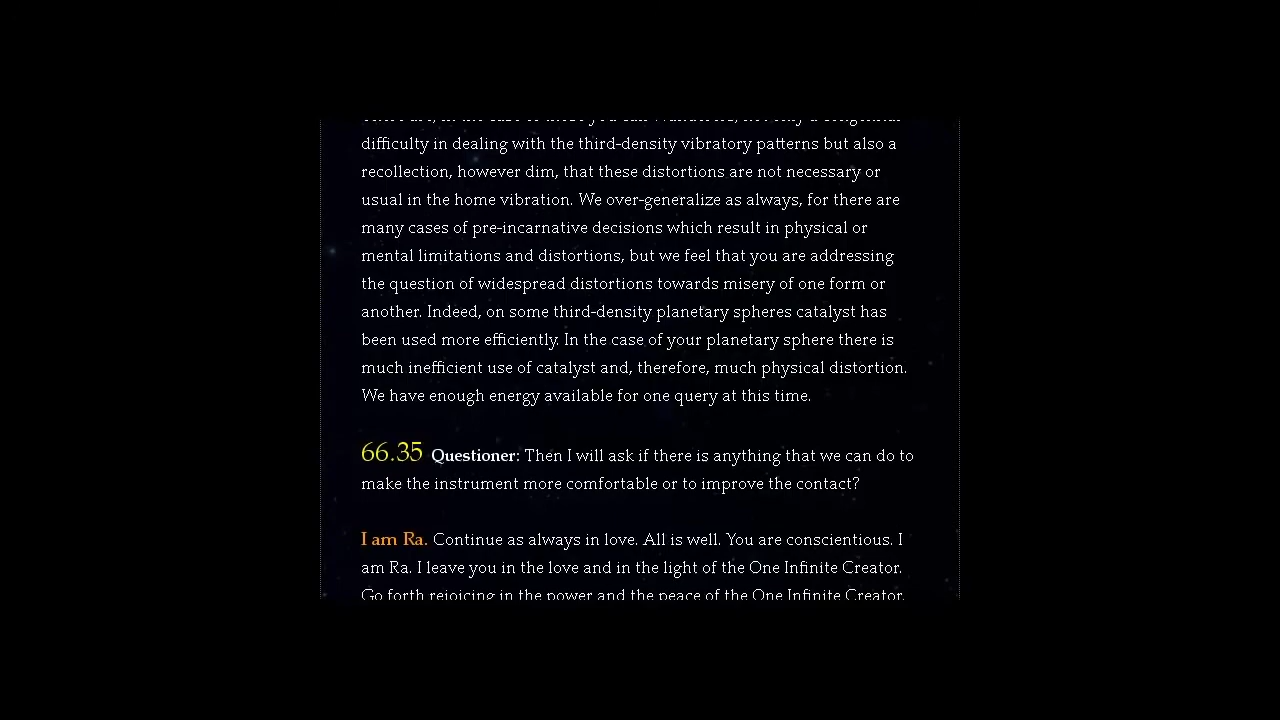 difficulty in dealing with the third-density vibratory patterns but also a
recollection, however dim, that these distortions are not necessary or
usual in the home vibration. We over-generalize as always, for there are
many cases of pre-incarnative decisions which result in physical or
mental limitations and distortions, but we feel that you are addressing
the question of widespread distortions towards misery of one form or
another. Indeed, on some third-density planetary spheres catalyst has
been used more efficiently. In the case of your planetary sphere there is
much inefficient use of catalyst and, therefore, much physical distortion.
We have enough energy available for one query at this time.
66.35 Questioner: Then I will ask if there is anything that we can do to
make the instrument more comfortable or to improve the contact?
I am Ra. Continue as always in love. All is well. You are conscientious. I
am Ra. I leave you in the love and in the light of the One Infinite Creator.
Go forth rejoicing in the power and the peace of the One Infinite Creator.